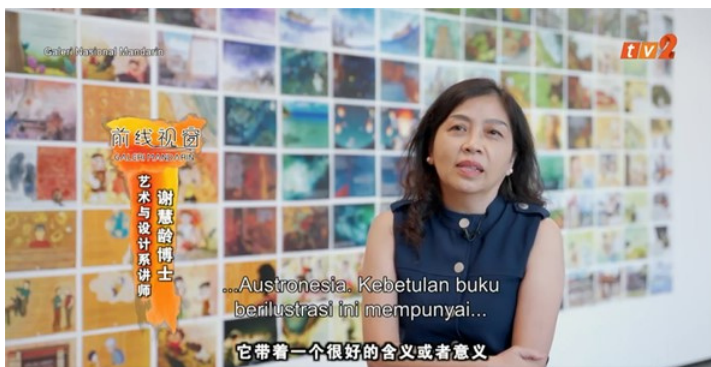 Galeri Nasional Mandarin
tv2
前线视窗
GALERI MANDARIN
谢慧龄博士
艺术与设计系讲师
...Austronesia. Kebetulan buku
berilustrasi ini mempunyai...
它带着一个很好的含义或者意义